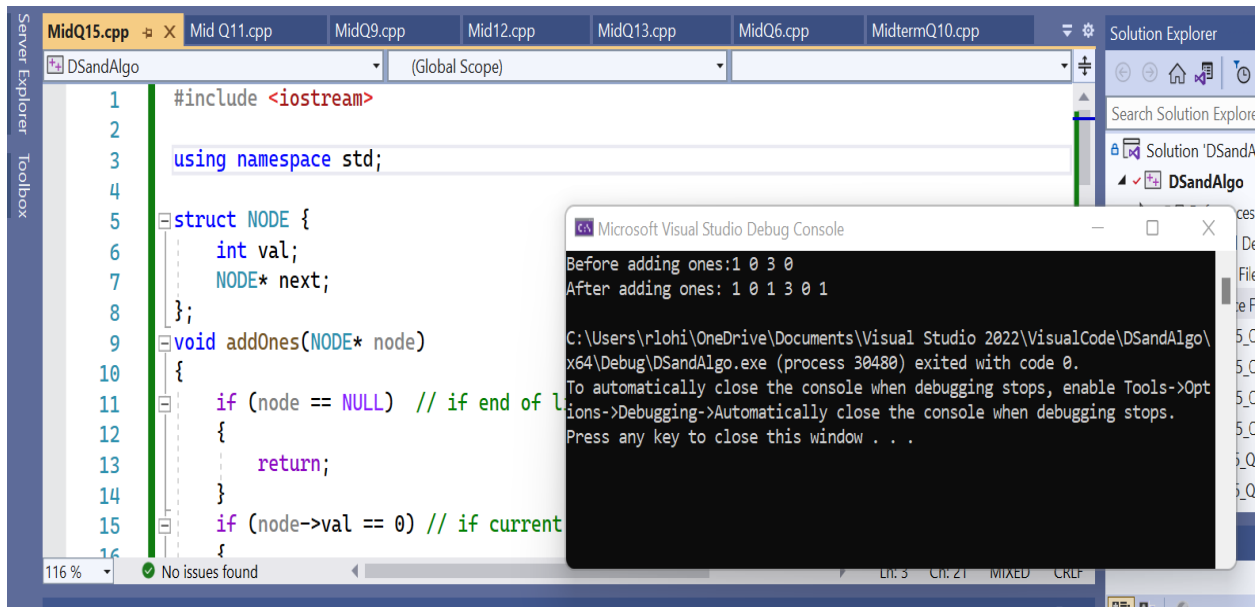 Server Explorer
Toolbox
MidQ15.cpp
Mid Q11.cpp
MidQ9.cpp
Mid12.cpp
MidQ13.cpp
MidQ6.cpp
MidtermQ10.cpp
Solution Explorer
DSandAlgo
(Global Scope)
Search Solution Explore
Solution 'DSandA
DSandAlgo
1 #include <iostream>
2
3 using namespace std;
4
5 struct NODE {
6 int val;
7 NODE* next;
8 };
9 void addOnes(NODE* node)
10 {
11 if (node == NULL) // if end of l
12 {
13 return;
14 }
15 if (node->val == 0) // if current
16 {
116 %
No issues found
Ln: 3 Ch: 21 MIXED CRLF
Microsoft Visual Studio Debug Console
Before adding ones:1 0 3 0
After adding ones: 1 0 1 3 0 1
C:\Users\rlohi\OneDrive\Documents\Visual Studio 2022\VisualCode\DSandAlgo\
x64\Debug\DSandAlgo.exe (process 30480) exited with code 0.
To automatically close the console when debugging stops, enable Tools->Opt
ions->Debugging->Automatically close the console when debugging stops.
Press any key to close this window . . .